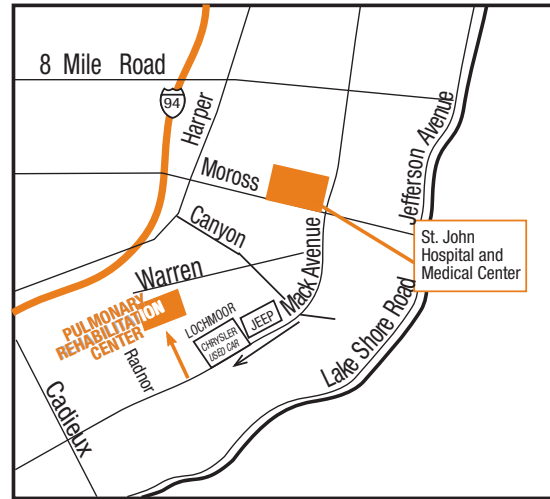 8 Mile Road
94
Harper
Jefferson Avenue
Moross
St. John
Hospital and
Medical Center
Canyon
Warren
Mack Avenue
Lake Shore Road
PULMONARY
REHABILITATION
CENTER
LOCHMOOR
CHRYSLER
USED CAR
JEEP
Radnor
Cadieux